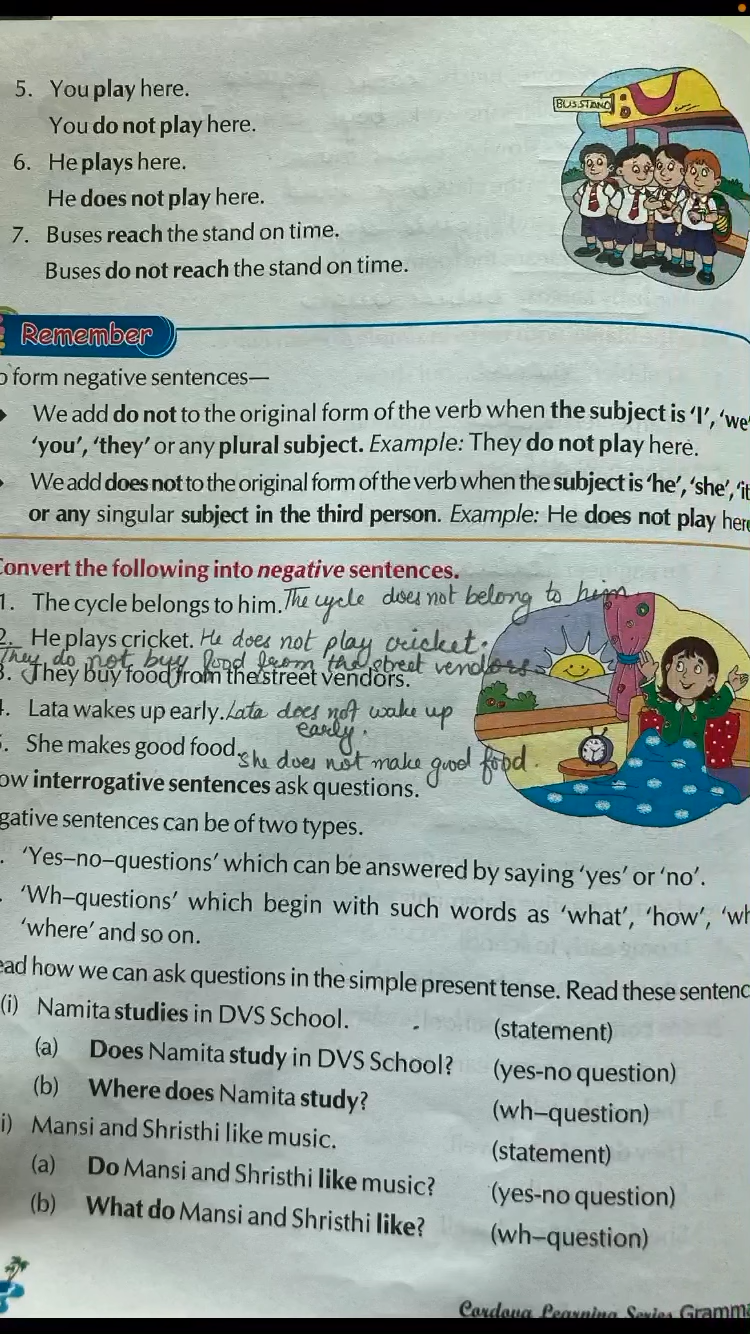 BUS STAND
5. You play here.
You do not play here.
6. He plays here.
He does not play here.
7. Buses reach the stand on time.
Buses do not reach the stand on time.
Remember
form negative sentences—
We add do not to the original form of the verb when the subject is 'I', 'we'
'you', 'they' or any plural subject. Example: They do not play here.
We add does not to the original form of the verb when the subject is 'he', 'she', 'it
or any singular subject in the third person. Example: He does not play her
Convert the following into negative sentences.
1. The cycle belongs to him. The cycle does not belong to him
2. He plays cricket. He does not play cricket.
They do not buy food from the street vendors.
3. They buy food from the street vendors.
4. Lata wakes up early. Lata does not wake up
early.
. She makes good food.
She does not make good food.
ow interrogative sentences ask questions.
gative sentences can be of two types.
. 'Yes–no–questions' which can be answered by saying 'yes' or 'no'.
. 'Wh–questions' which begin with such words as 'what', 'how', 'wh
'where' and so on.
ead how we can ask questions in the simple present tense. Read these sentenc
(i) Namita studies in DVS School. (statement)
(a) Does Namita study in DVS School? (yes-no question)
(b) Where does Namita study? (wh–question)
i) Mansi and Shristhi like music. (statement)
(a) Do Mansi and Shristhi like music? (yes-no question)
(b) What do Mansi and Shristhi like? (wh–question)
Cordova Learning Series Gramma